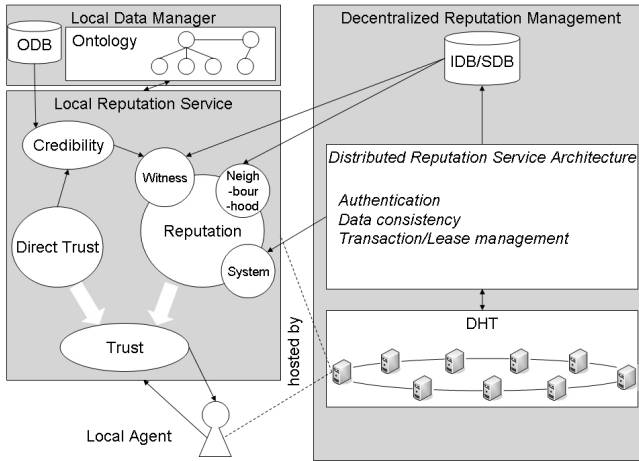 Local Data Manager
ODB
Ontology
Local Reputation Service
Credibility
Witness
Neigh
-bour
-hood
Reputation
Direct Trust
System
Trust
Local Agent
hosted by
Decentralized Reputation Management
IDB/SDB
Distributed Reputation Service Architecture
Authentication
Data consistency
Transaction/Lease management
DHT